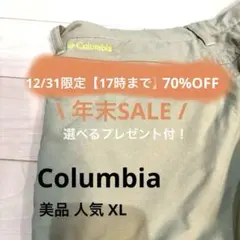 Columbia
12/31限定【17時まで】70%OFF
\ 年末SALE /
選べるプレゼント付！
Columbia
美品 人気 XL